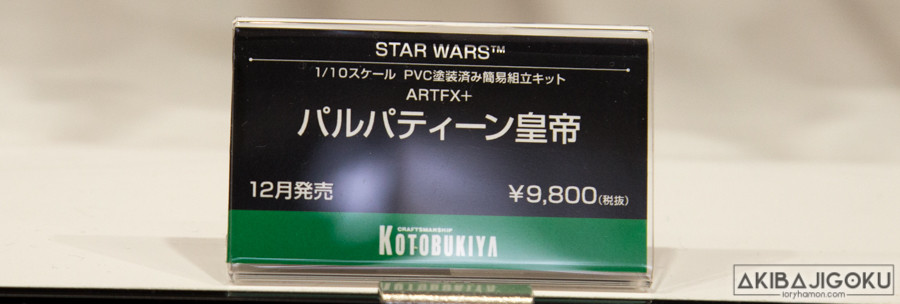 STAR WARS™
1/10スケール PVC塗装済み簡易組立キット
ARTFX+
パルパティーン皇帝
12月発売 ¥9,800(税抜)
CRAFTSMANSHIP
KOTOBUKIYA
AKIBAJIGOKU
ioryhamon.com